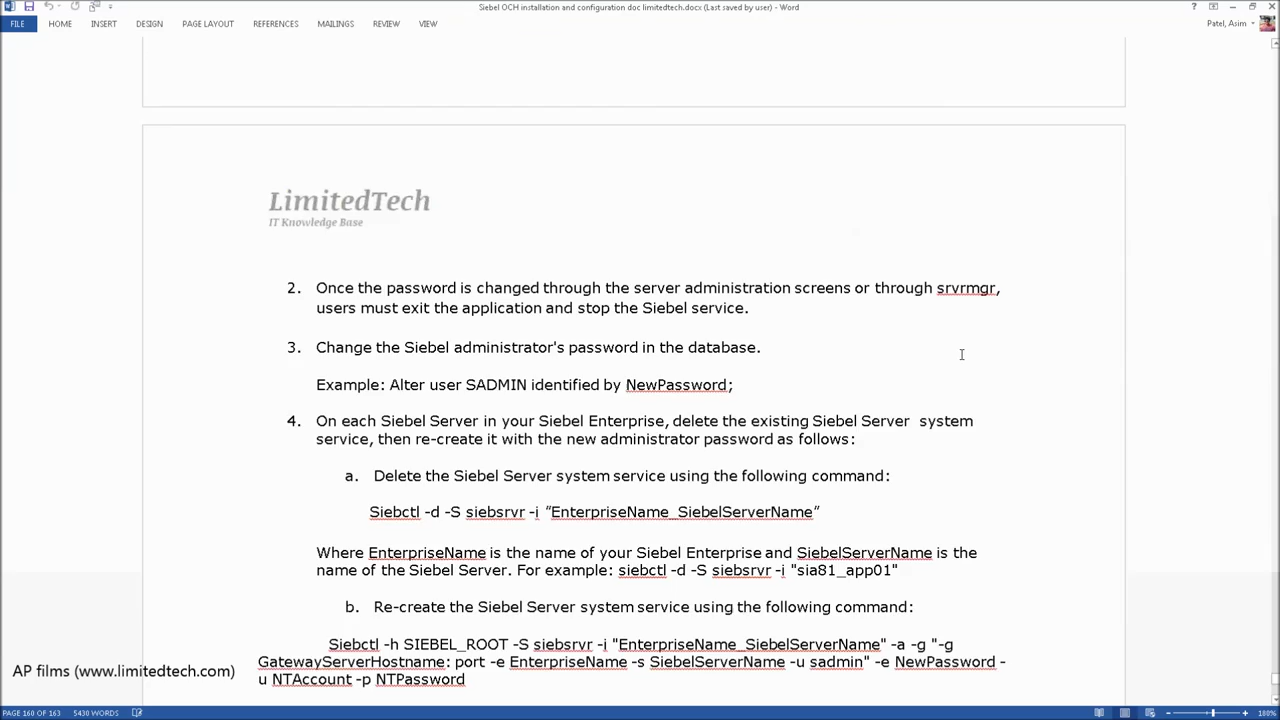 Siebel OCH installation and configuration doc limitedtech.docx (Last saved by user) - Word
FILE HOME INSERT DESIGN PAGE LAYOUT REFERENCES MAILINGS REVIEW VIEW Patel, Asim
LimitedTech
IT Knowledge Base
2. Once the password is changed through the server administration screens or through srvrmgr,
users must exit the application and stop the Siebel service.
3. Change the Siebel administrator's password in the database.
Example: Alter user SADMIN identified by NewPassword;
4. On each Siebel Server in your Siebel Enterprise, delete the existing Siebel Server system
service, then re-create it with the new administrator password as follows:
a. Delete the Siebel Server system service using the following command:
Siebctl -d -S siebsrvr -i "EnterpriseName_SiebelServerName"
Where EnterpriseName is the name of your Siebel Enterprise and SiebelServerName is the
name of the Siebel Server. For example: siebctl -d -S siebsrvr -i "sia81_app01"
b. Re-create the Siebel Server system service using the following command:
Siebctl -h SIEBEL_ROOT -S siebsrvr -i "EnterpriseName_SiebelServerName" -a -g "-g
GatewayServerHostname: port -e EnterpriseName -s SiebelServerName -u sadmin" -e NewPassword -
u NTAccount -p NTPassword
AP films (www.limitedtech.com)
PAGE 160 OF 163 5430 WORDS 180%